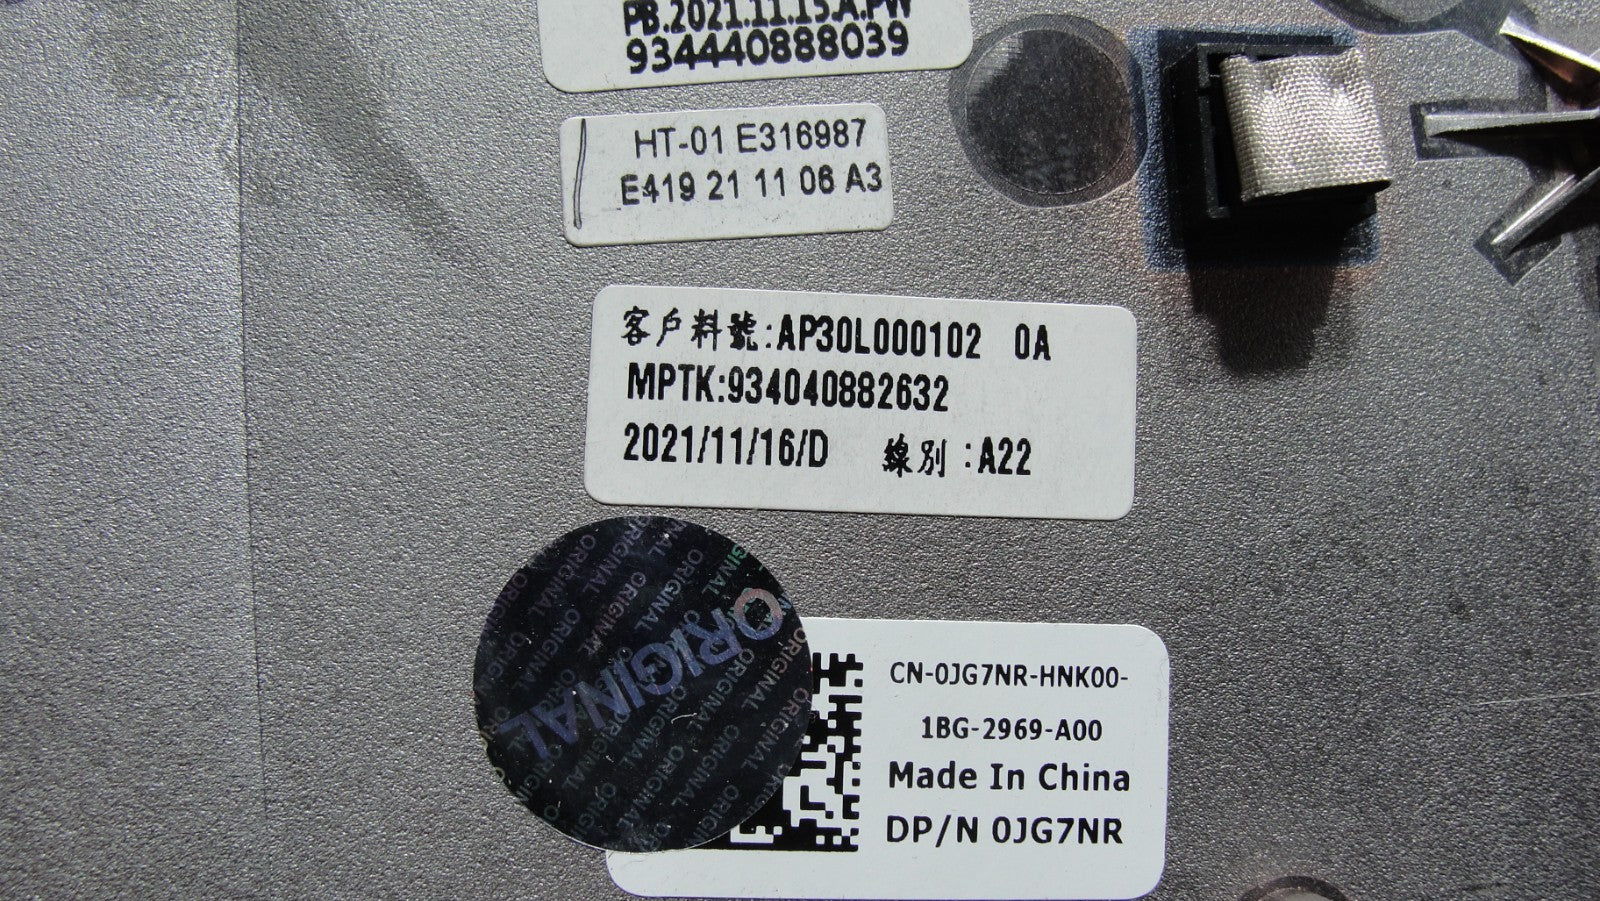 PB.2021.11.15.A.PW
934440888039
HT-01 E316987
E419 21 11 06 A3
客戶料號:AP30L000102 0A
MPTK:934040882632
2021/11/16/D 線別:A22
ORIGINAL
CN-0JG7NR-HNK00-
1BG-2969-A00
Made In China
DP/N 0JG7NR